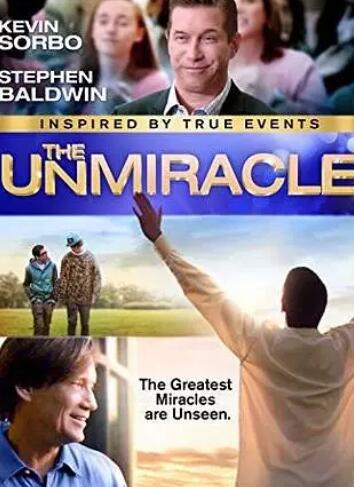 KEVIN
SORBO
STEPHEN
BALDWIN
INSPIRED BY TRUE EVENTS
THE
UNMIRACLE
The Greatest
Miracles
are Unseen.